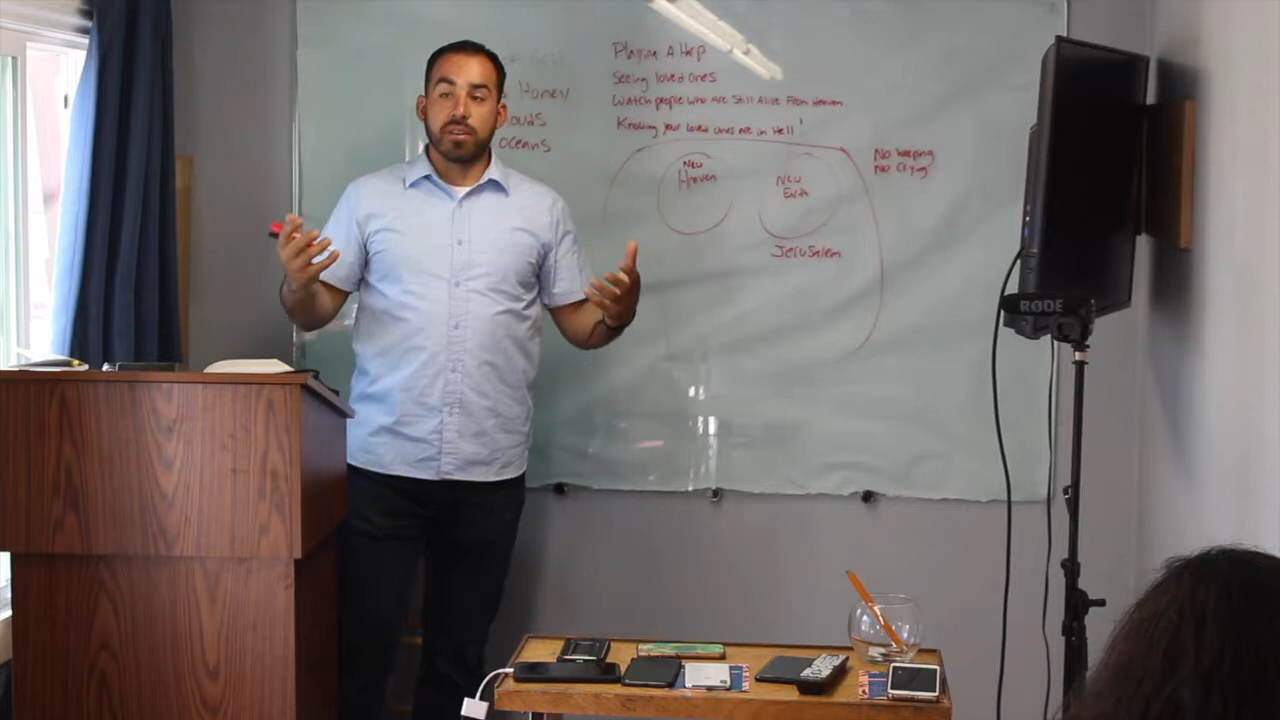 Honey
Clouds
Oceans
Playing A Harp
Seeing loved ones
Watch people who Are Still Alive From Heaven
Knowing your loved ones are in Hell!
New
Heaven
New
Earth
Jerusalem
No weeping
No Crying
RØDE